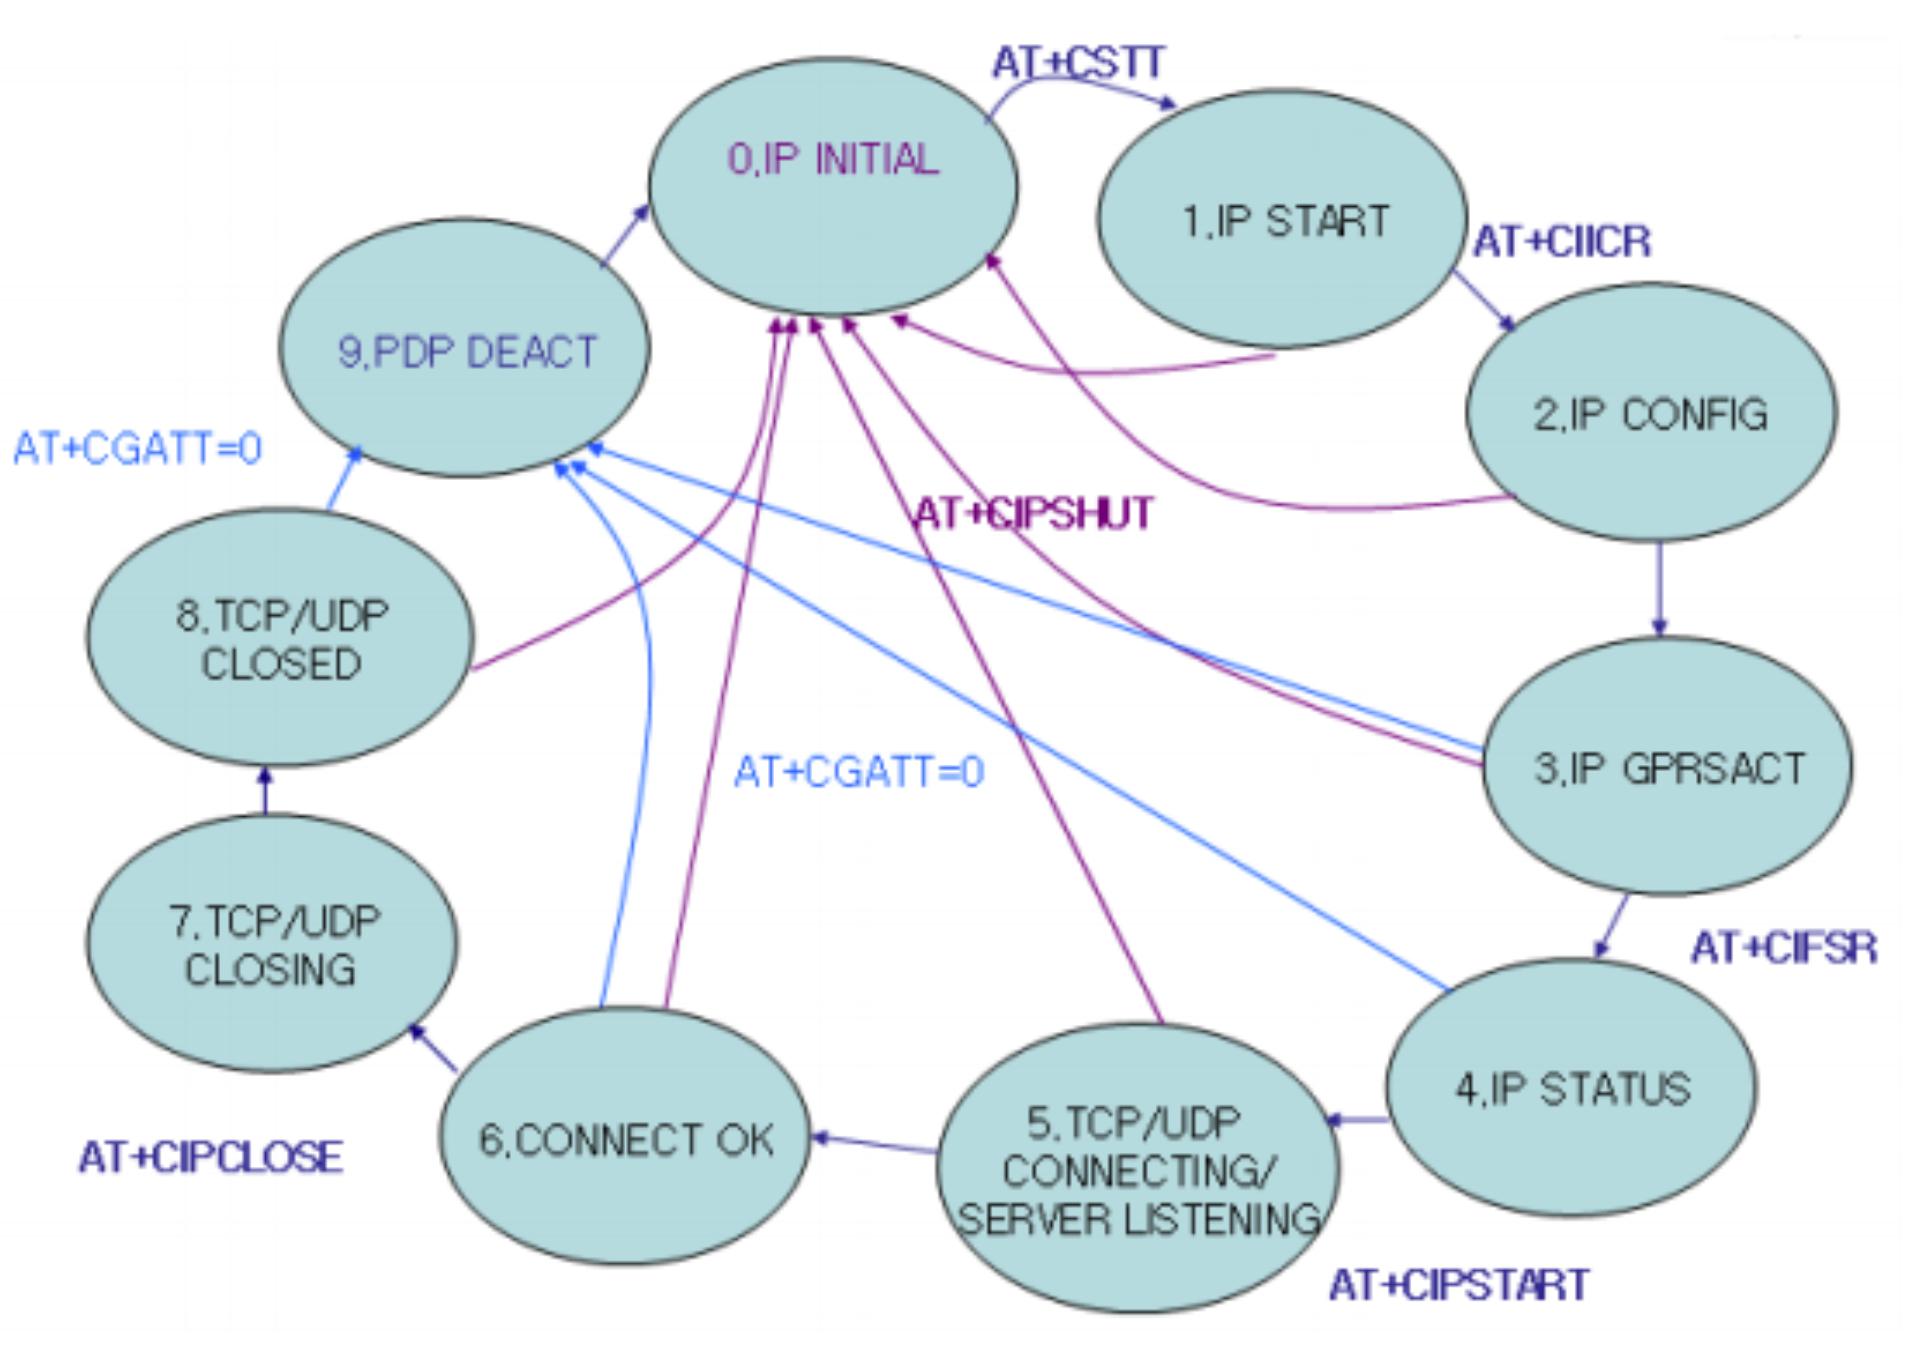 AT+CSTT
0,IP INITIAL
1,IP START
AT+CIICR
9,PDP DEACT
2,IP CONFIG
AT+CGATT=0
AT+CIPSHUT
8,TCP/UDP
CLOSED
3,IP GPRSACT
AT+CGATT=0
7,TCP/UDP
CLOSING
AT+CIFSR
4,IP STATUS
5,TCP/UDP
CONNECTING/
SERVER LISTENING
6,CONNECT OK
AT+CIPCLOSE
AT+CIPSTART